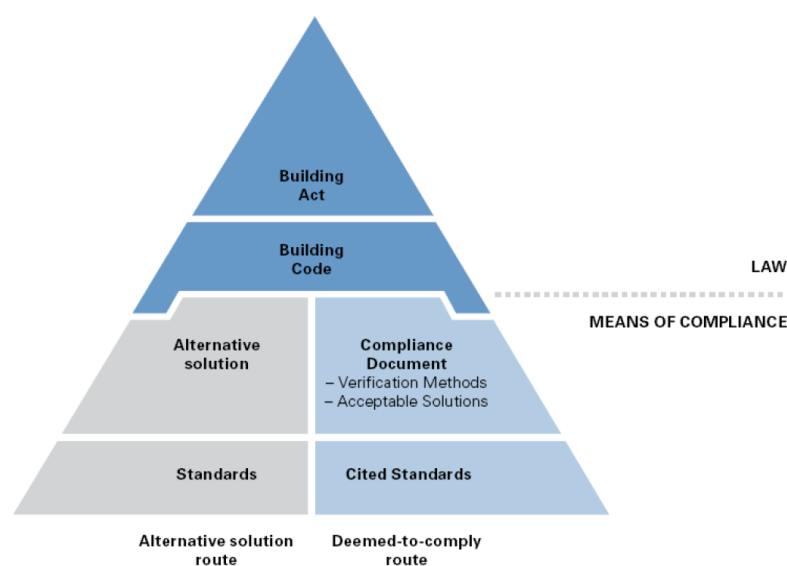 Building
Act
Building
Code
LAW
MEANS OF COMPLIANCE
Alternative
solution
Compliance
Document
– Verification Methods
– Acceptable Solutions
Standards
Cited Standards
Alternative solution
route
Deemed-to-comply
route